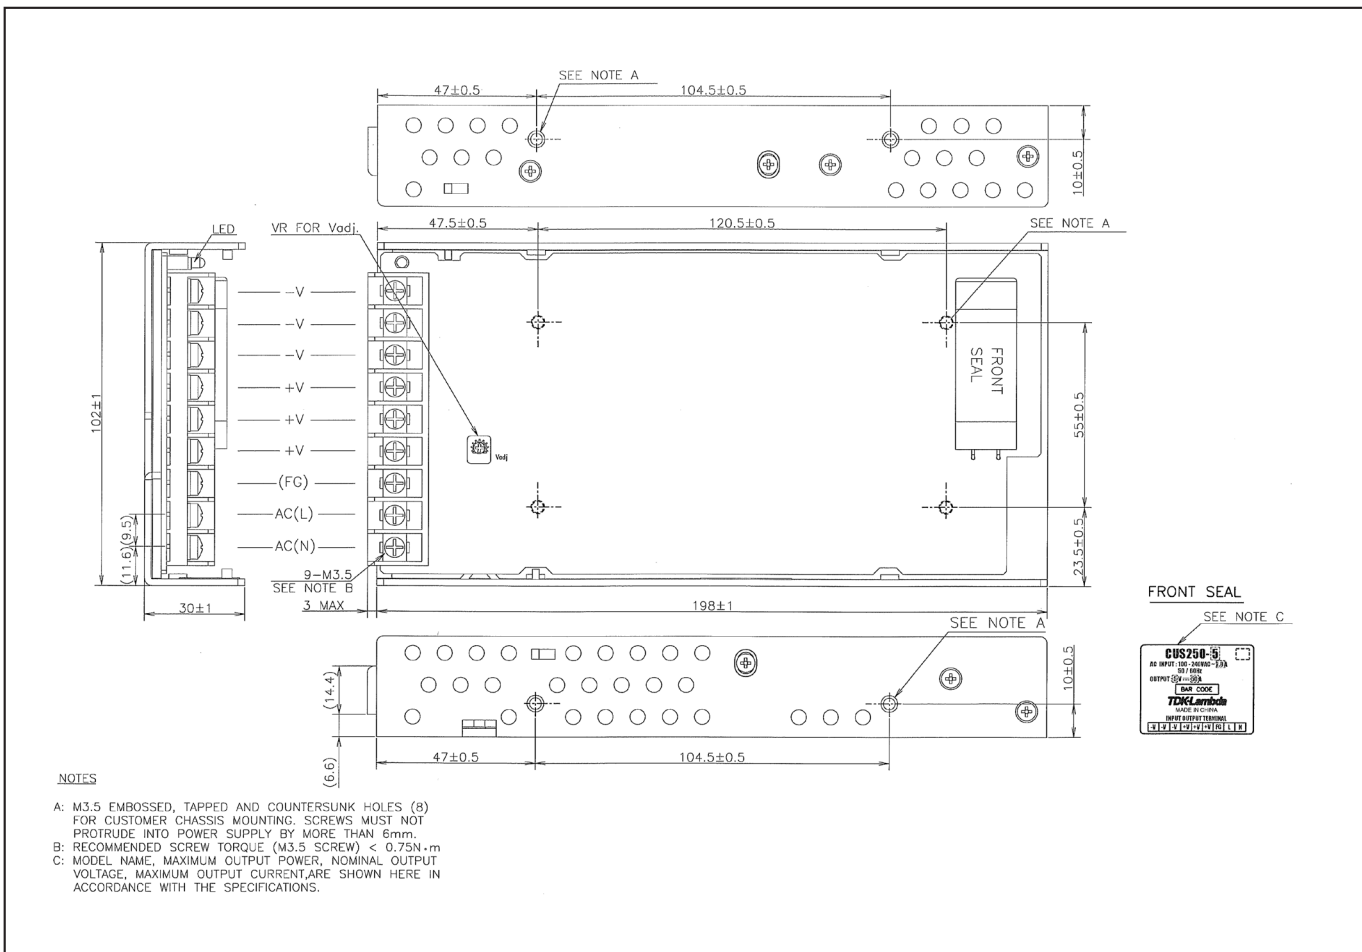 SEE NOTE A
47±0.5
104.5±0.5
10±0.5
47.5±0.5
120.5±0.5
SEE NOTE A
LED
VR FOR Vadj.
-V
-V
-V
+V
+V
+V
(FG)
AC(L)
AC(N)
102±1
(9.5)
(11.6)
30±1
9-M3.5
SEE NOTE B
3 MAX
198±1
Vadj
FRONT
SEAL
55±0.5
23.5±0.5
SEE NOTE A
(14.4)
(6.6)
47±0.5
104.5±0.5
10±0.5
FRONT SEAL
SEE NOTE C
CUS250-5
50 / 60Hz
BAR CODE
TDK-Lambda
MADE IN CHINA
INPUT OUTPUT TERMINAL
-V -V -V +V +V +V FG L N
NOTES
A: M3.5 EMBOSSED, TAPPED AND COUNTERSUNK HOLES (8)
FOR CUSTOMER CHASSIS MOUNTING. SCREWS MUST NOT
PROTRUDE INTO POWER SUPPLY BY MORE THAN 6mm.
B: RECOMMENDED SCREW TORQUE (M3.5 SCREW) < 0.75N·m
C: MODEL NAME, MAXIMUM OUTPUT POWER, NOMINAL OUTPUT
VOLTAGE, MAXIMUM OUTPUT CURRENT,ARE SHOWN HERE IN
ACCORDANCE WITH THE SPECIFICATIONS.